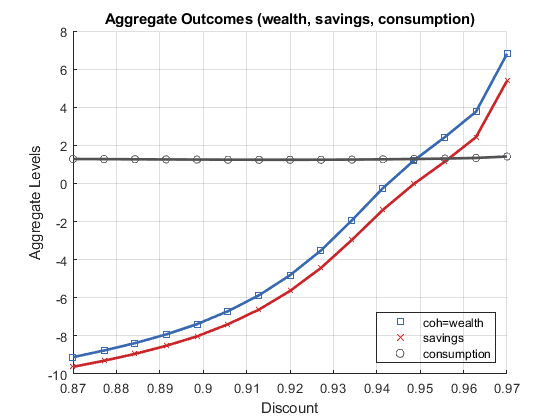 Aggregate Outcomes (wealth, savings, consumption)
8
6
4
2
0
-2
-4
-6
-8
-10
Aggregate Levels
coh=wealth
savings
consumption
0.87 0.88 0.89 0.9 0.91 0.92 0.93 0.94 0.95 0.96 0.97
Discount